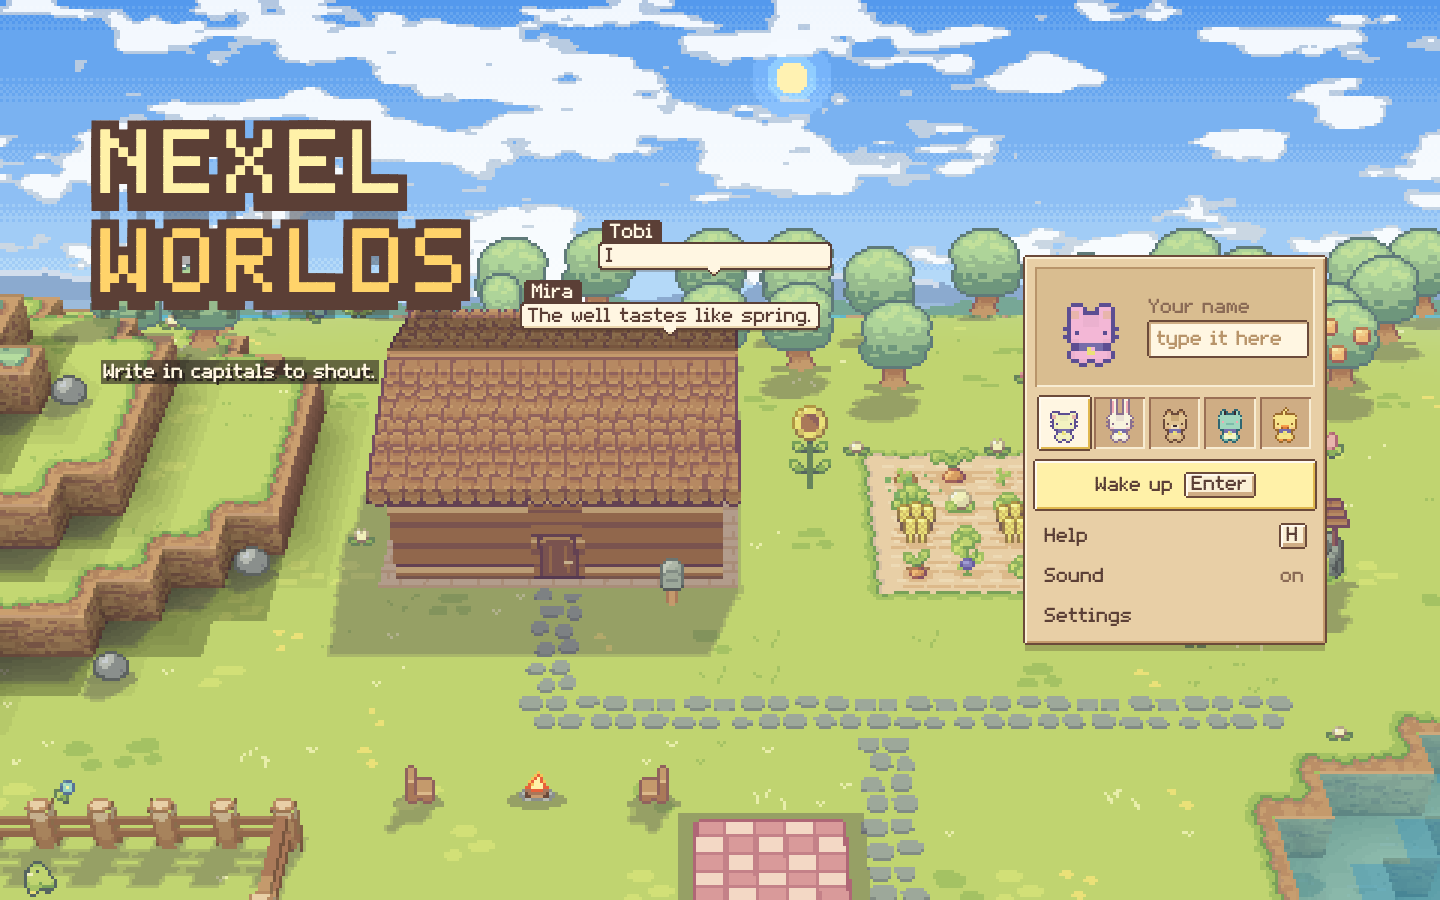 NEXEL
WORLDS
Tobi
I
Mira
The well tastes like spring.
Write in capitals to shout.
Your name
type it here
Wake up Enter
Help H
Sound on
Settings